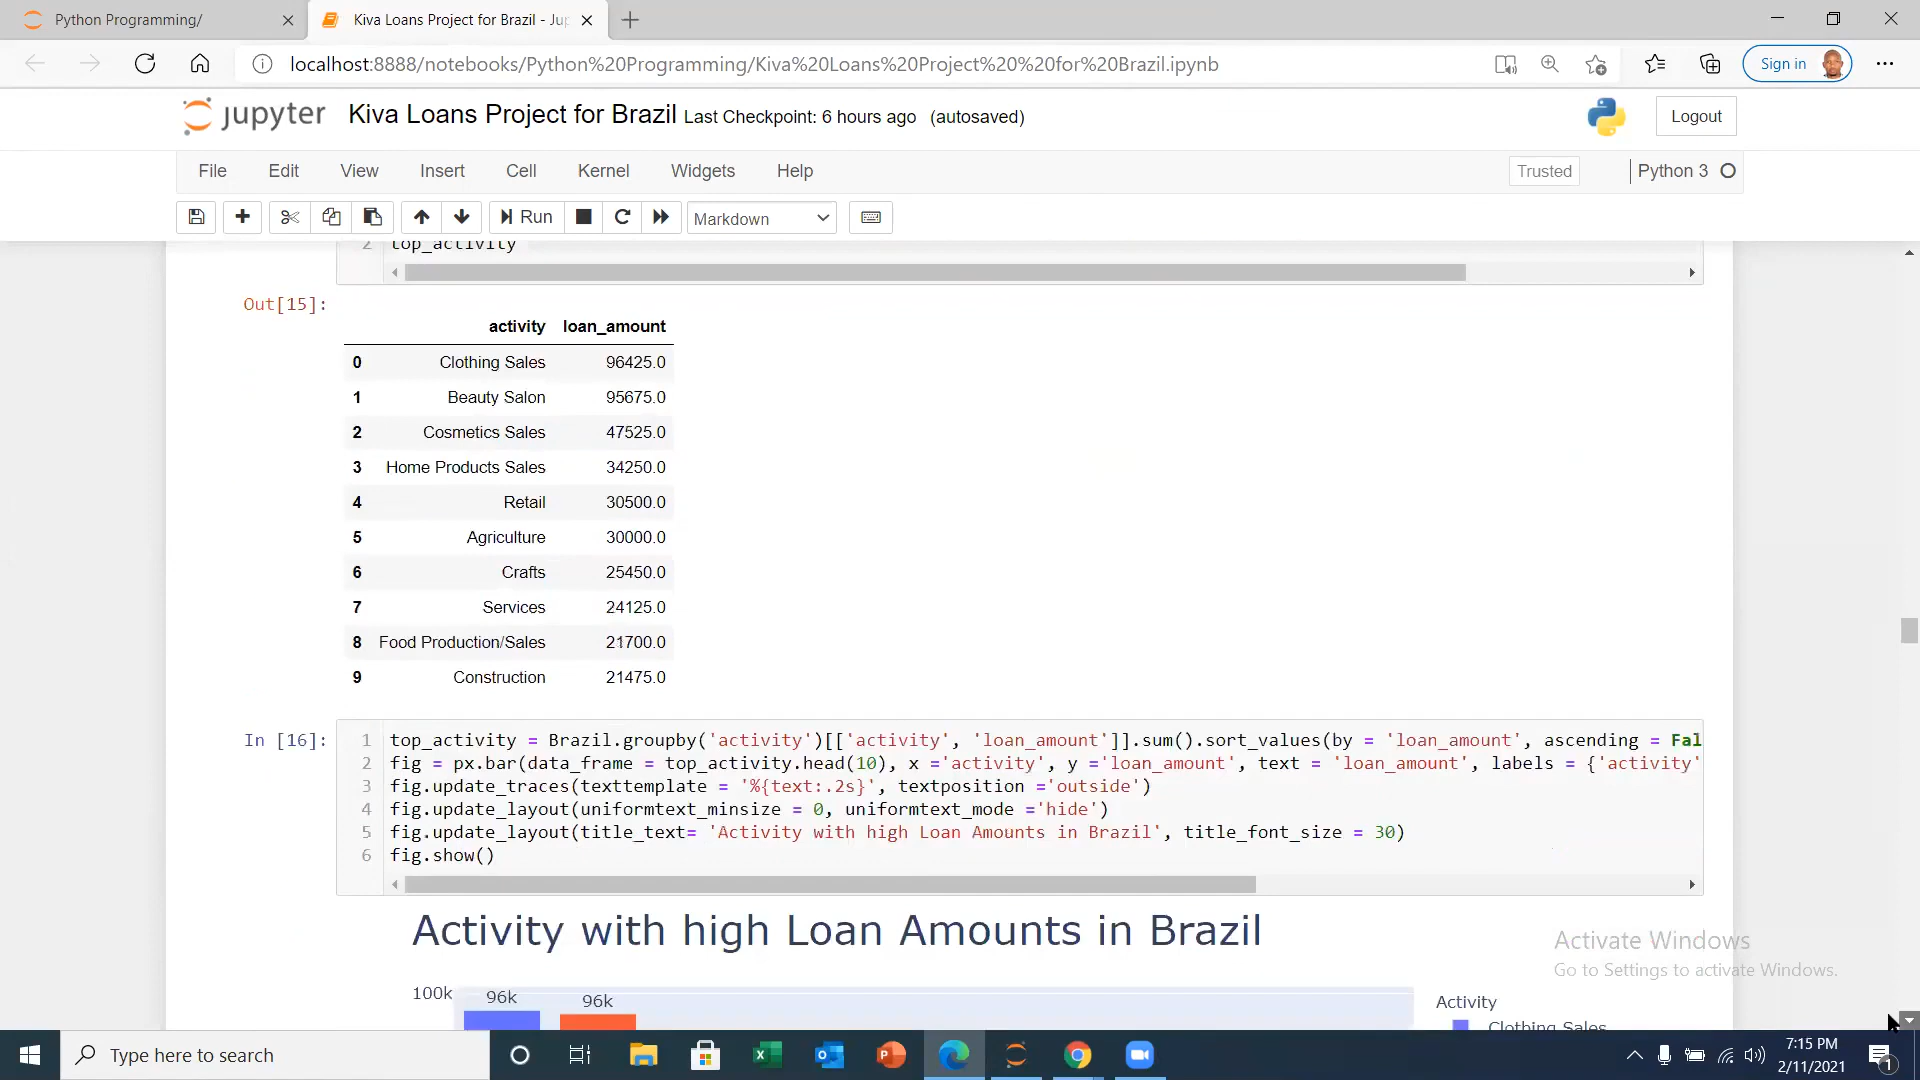 Python Programming/
Kiva Loans Project for Brazil - Jup
localhost:8888/notebooks/Python%20Programming/Kiva%20Loans%20Project%20%20for%20Brazil.ipynb
Sign in
jupyter
Kiva Loans Project for Brazil Last Checkpoint: 6 hours ago (autosaved)
Logout
File Edit View Insert Cell Kernel Widgets Help
Trusted
Python 3
Run
Markdown
2 top_activity
Out[15]:
activity loan_amount
0 Clothing Sales 96425.0
1 Beauty Salon 95675.0
2 Cosmetics Sales 47525.0
3 Home Products Sales 34250.0
4 Retail 30500.0
5 Agriculture 30000.0
6 Crafts 25450.0
7 Services 24125.0
8 Food Production/Sales 21700.0
9 Construction 21475.0
In [16]:
1 top_activity = Brazil.groupby('activity')[['activity', 'loan_amount']].sum().sort_values(by = 'loan_amount', ascending = Fal
2 fig = px.bar(data_frame = top_activity.head(10), x ='activity', y ='loan_amount', text = 'loan_amount', labels = {'activity'
3 fig.update_traces(texttemplate = '%{text:.2s}', textposition ='outside')
4 fig.update_layout(uniformtext_minsize = 0, uniformtext_mode ='hide')
5 fig.update_layout(title_text= 'Activity with high Loan Amounts in Brazil', title_font_size = 30)
6 fig.show()
Activity with high Loan Amounts in Brazil
Activate Windows
Go to Settings to activate Windows.
100k
96k
96k
Activity
Clothing Sales
Type here to search
7:15 PM
2/11/2021
1